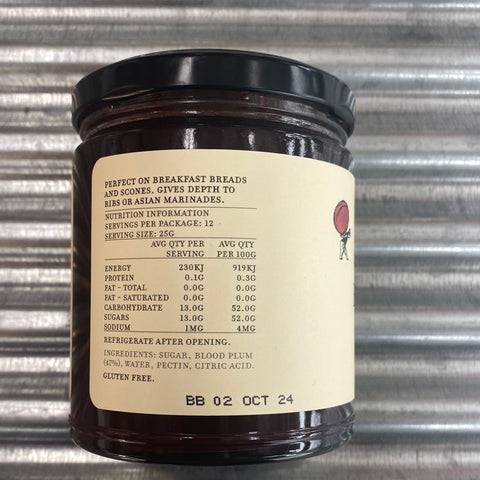 PERFECT ON BREAKFAST BREADS
AND SCONES. GIVES DEPTH TO
RIBS OR ASIAN MARINADES.
NUTRITION INFORMATION
SERVINGS PER PACKAGE: 12
SERVING SIZE: 25G
AVG QTY PER SERVING AVG QTY PER 100G
ENERGY 230KJ 919KJ
PROTEIN 0.1G 0.3G
FAT - TOTAL 0.0G 0.0G
FAT - SATURATED 0.0G 0.0G
CARBOHYDRATE 13.0G 52.0G
SUGARS 13.0G 52.0G
SODIUM 1MG 4MG
REFRIGERATE AFTER OPENING.
INGREDIENTS: SUGAR, BLOOD PLUM
(47%), WATER, PECTIN, CITRIC ACID.
GLUTEN FREE.
BB 02 OCT 24